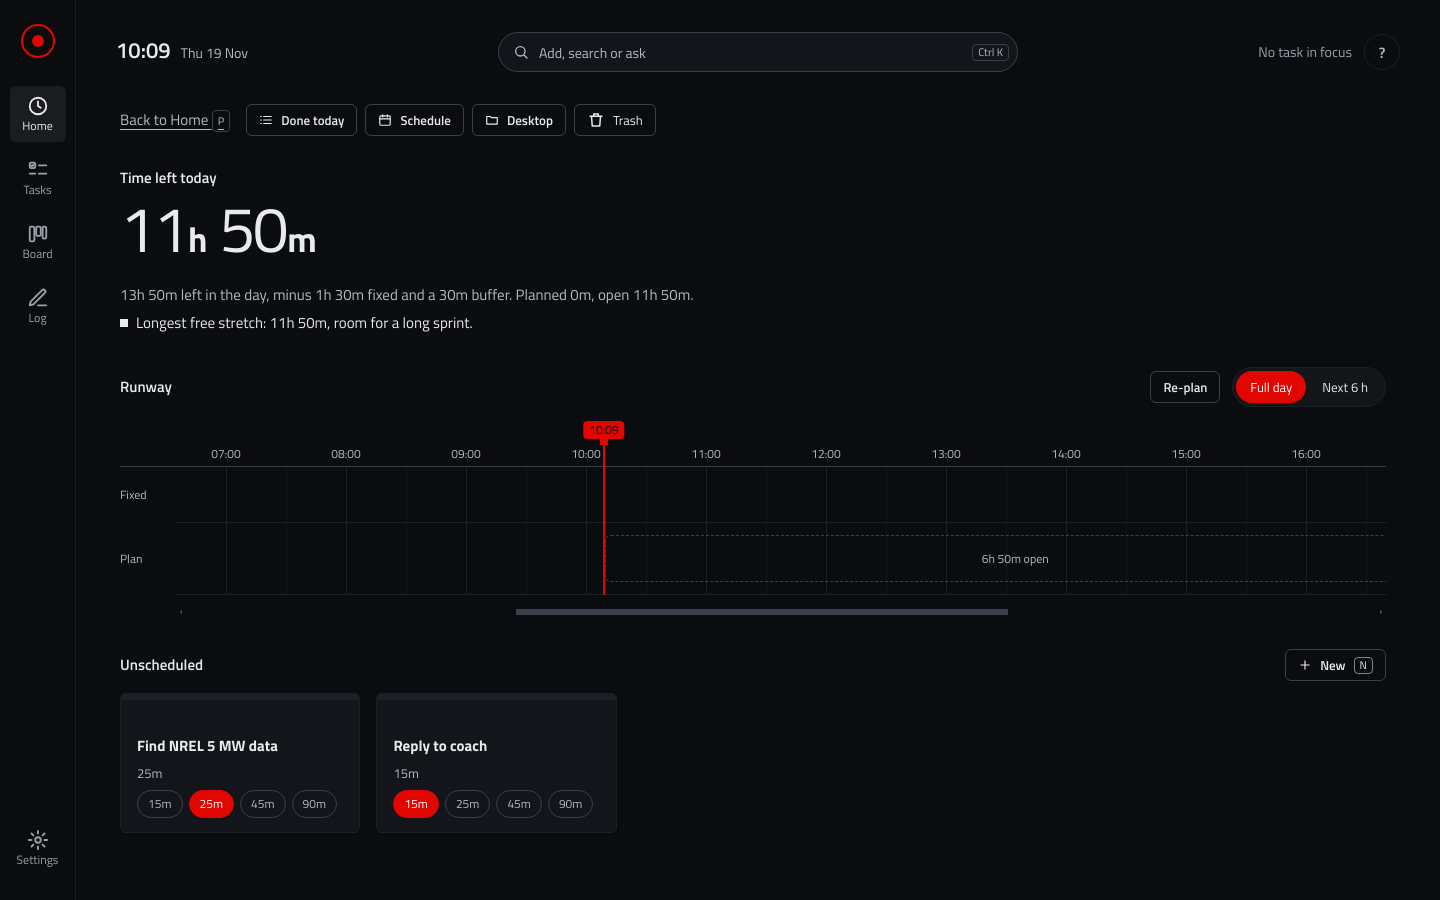 10:09 Thu 19 Nov
Add, search or ask Ctrl K
No task in focus ?
Home
Tasks
Board
Log
Settings
Back to Home P
Done today
Schedule
Desktop
Trash
Time left today
11h 50m
13h 50m left in the day, minus 1h 30m fixed and a 30m buffer. Planned 0m, open 11h 50m.
Longest free stretch: 11h 50m, room for a long sprint.
Runway
Re-plan
Full day
Next 6 h
10:09
07:00 08:00 09:00 10:00 11:00 12:00 13:00 14:00 15:00 16:00
Fixed
Plan
6h 50m open
Unscheduled
New N
Find NREL 5 MW data
25m
15m 25m 45m 90m
Reply to coach
15m
15m 25m 45m 90m